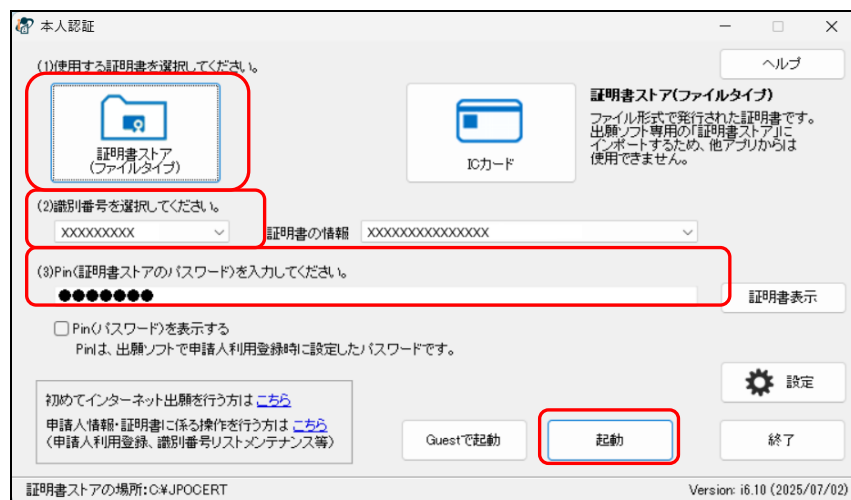 本人認証
(1)使用する証明書を選択してください。
ヘルプ
証明書ストア
(ファイルタイプ)
ICカード
証明書ストア(ファイルタイプ)
ファイル形式で発行された証明書です。
出願ソフト専用の「証明書ストア」に
インポートするため、他アプリからは
使用できません。
(2)識別番号を選択してください。
XXXXXXXXX
証明書の情報
XXXXXXXXXXXXXXX
(3)Pin(証明書ストアのパスワード)を入力してください。
●●●●●●●
証明書表示
Pin(パスワード)を表示する
Pinは、出願ソフトで申請人利用登録時に設定したパスワードです。
設定
初めてインターネット出願を行う方は こちら
申請人情報・証明書に係る操作を行う方は こちら
(申請人利用登録、識別番号リストメンテナンス等)
Guestで起動
起動
終了
証明書ストアの場所:C:¥JPOCERT
Version: i6.10 (2025/07/02)